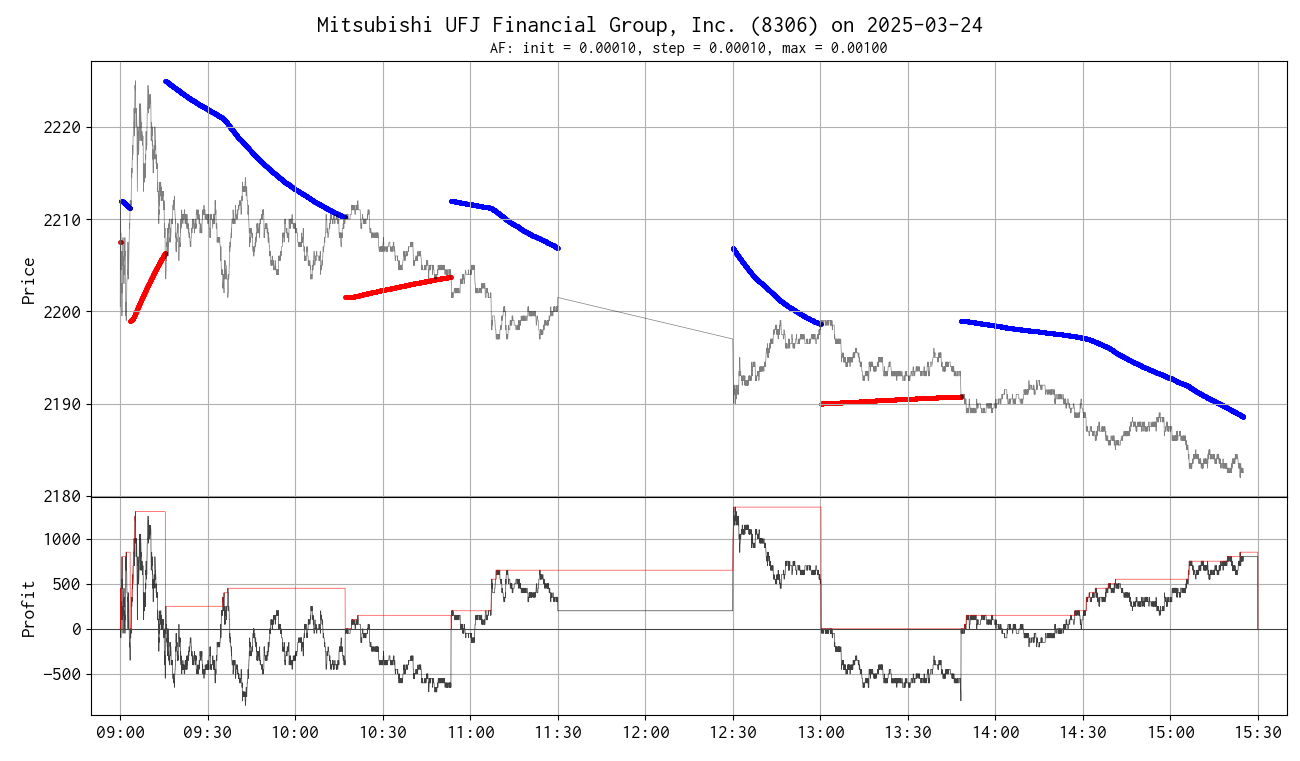 Mitsubishi UFJ Financial Group, Inc. (8306) on 2025-03-24
AF: init = 0.00010, step = 0.00010, max = 0.00100
Price
2220
2210
2200
2190
2180
Profit
1000
500
0
−500
09:00 09:30 10:00 10:30 11:00 11:30 12:00 12:30 13:00 13:30 14:00 14:30 15:00 15:30